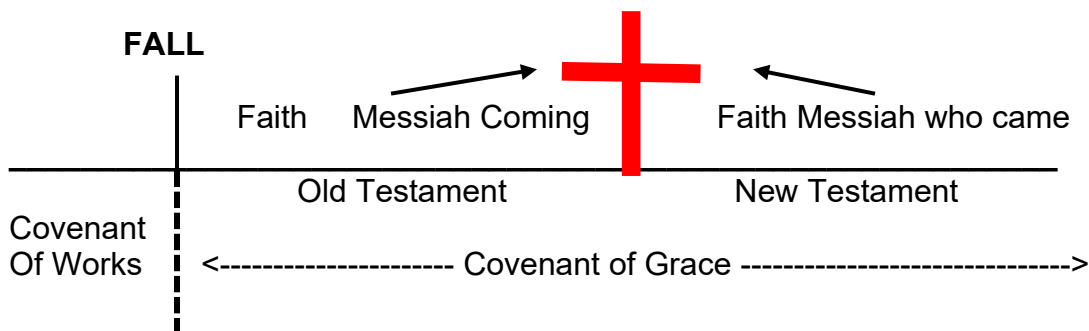 FALL
Faith Messiah Coming Faith Messiah who came
Old Testament New Testament
Covenant
Of Works <---------------------- Covenant of Grace ------------------------------>